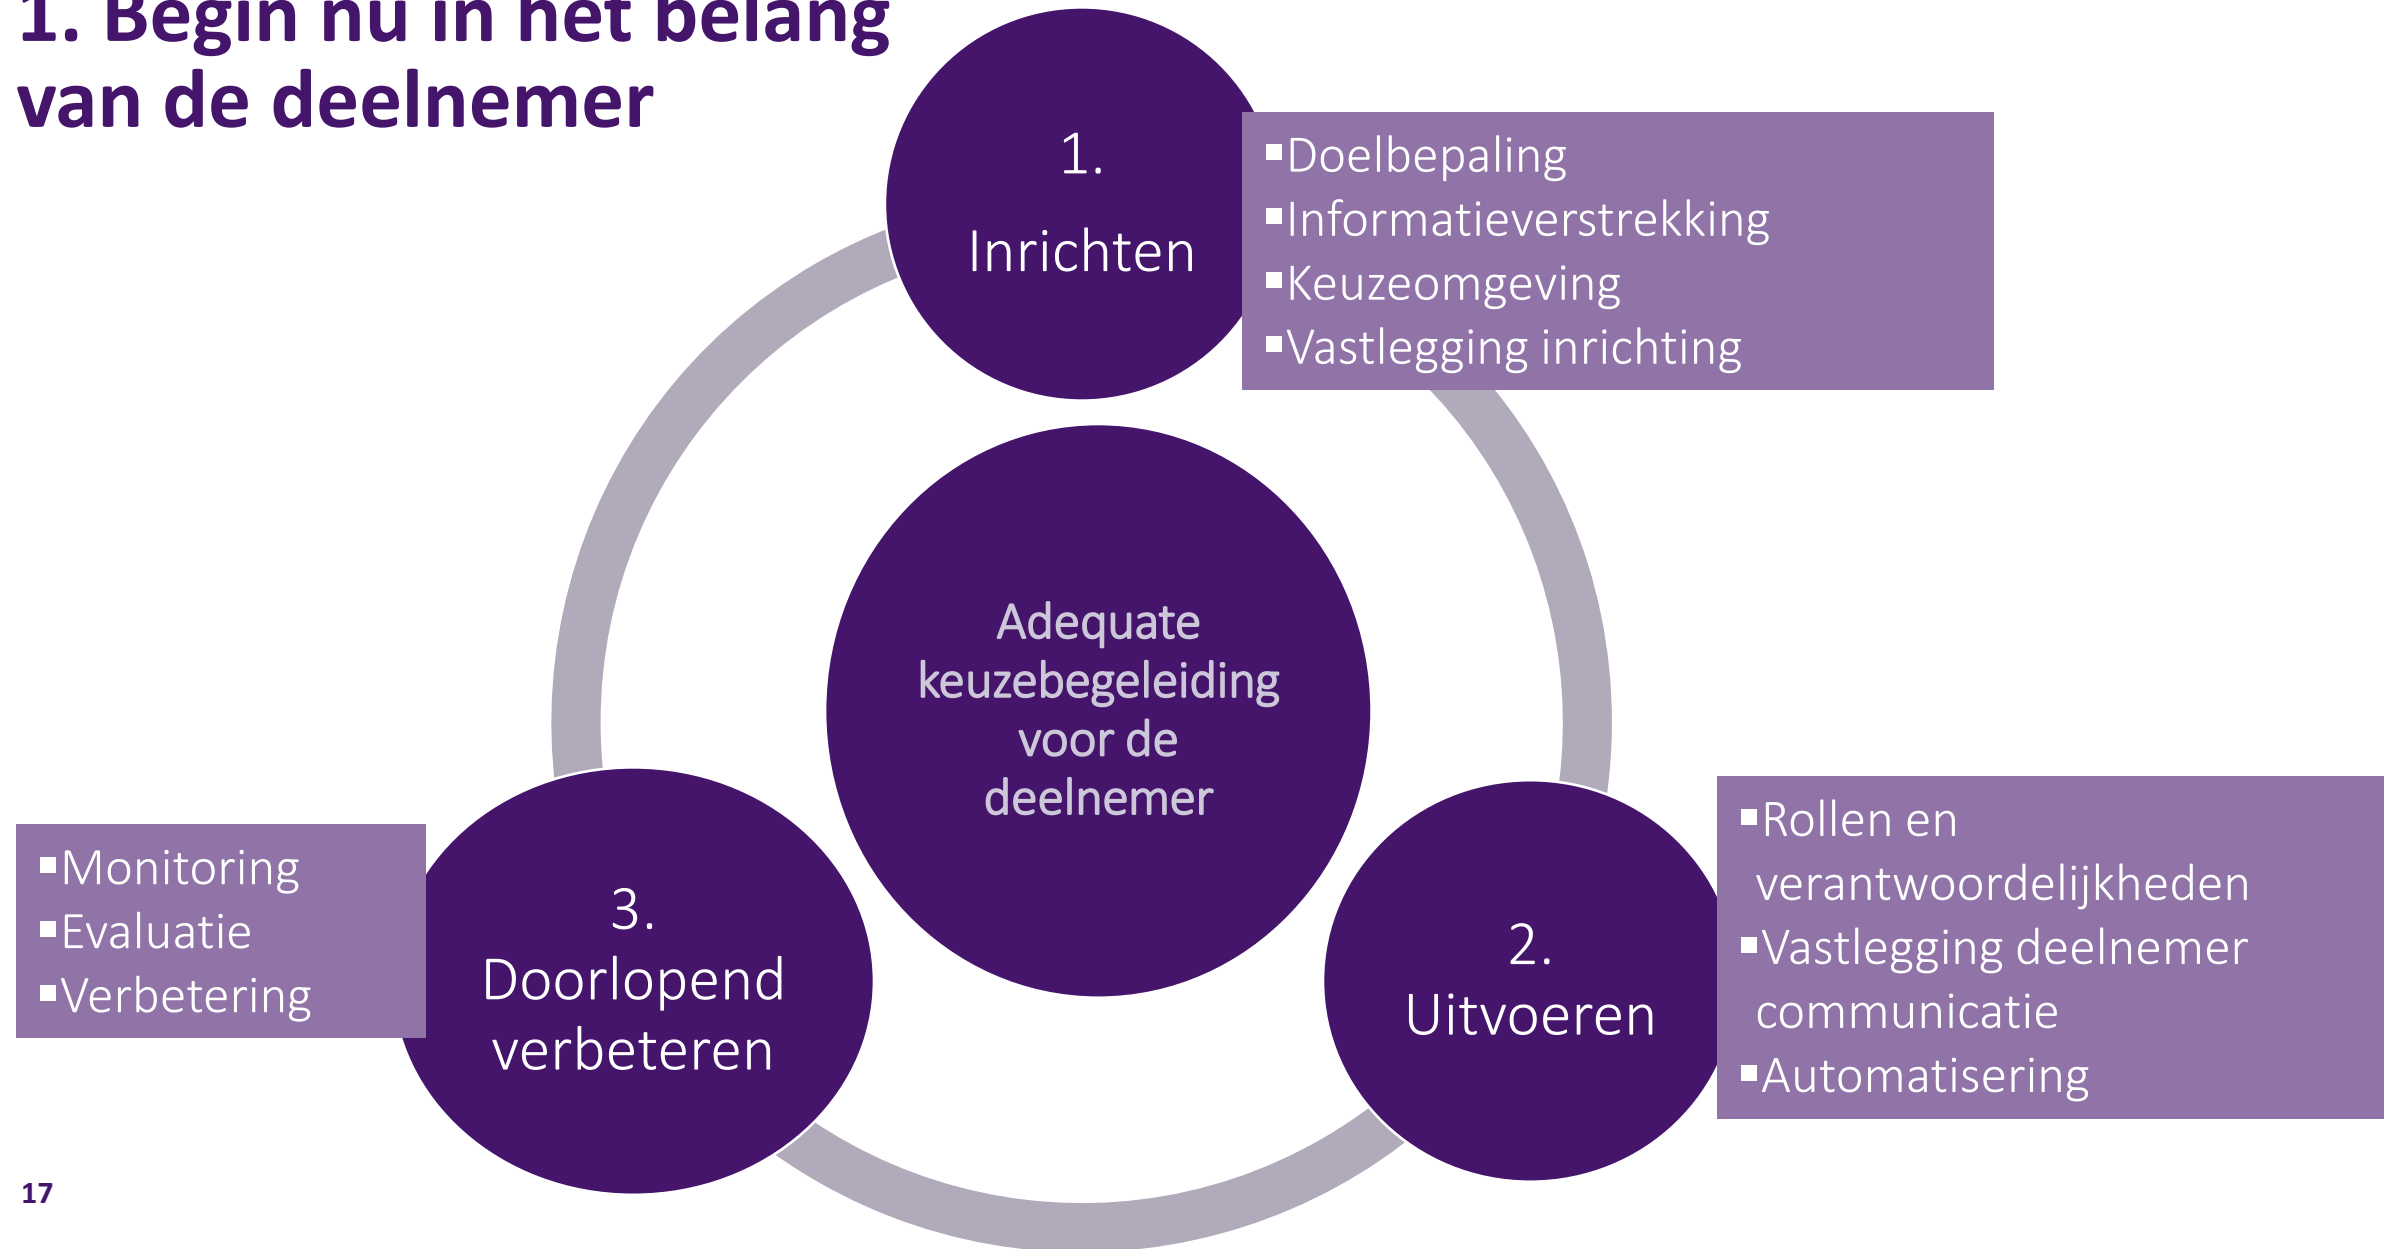 1. Begin nu in het belang
van de deelnemer
1.
Inrichten
▪Doelbepaling
▪Informatieverstrekking
▪Keuzeomgeving
▪Vastlegging inrichting
Adequate
keuzebegeleiding
voor de
deelnemer
2.
Uitvoeren
▪Rollen en
verantwoordelijkheden
▪Vastlegging deelnemer
communicatie
▪Automatisering
3.
Doorlopend
verbeteren
▪Monitoring
▪Evaluatie
▪Verbetering
17